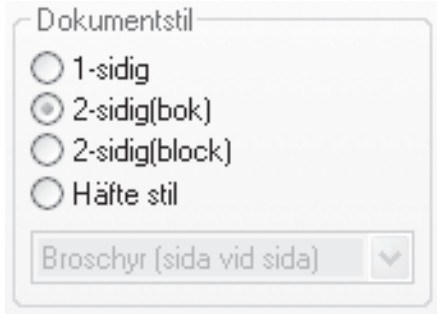 Dokumentstil
1-sidig
2-sidig(bok)
2-sidig(block)
Häfte stil
Broschyr (sida vid sida)